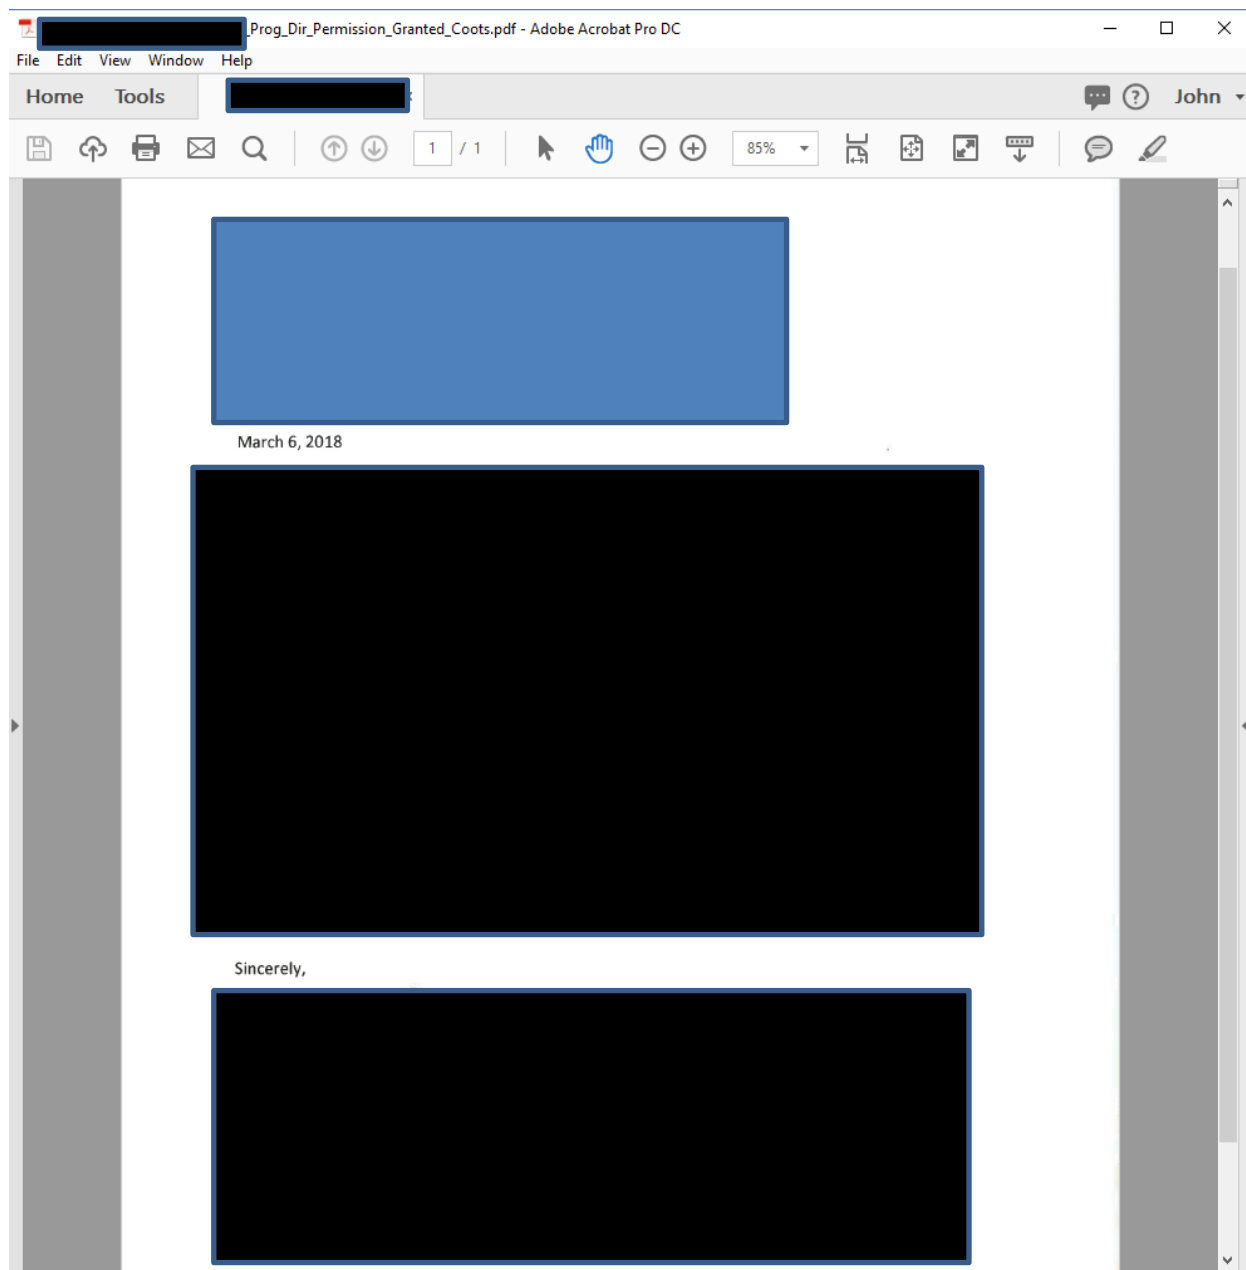 _Prog_Dir_Permission_Granted_Coots.pdf - Adobe Acrobat Pro DC
File Edit View Window Help
Home Tools John
1 / 1 85%
March 6, 2018
Sincerely,